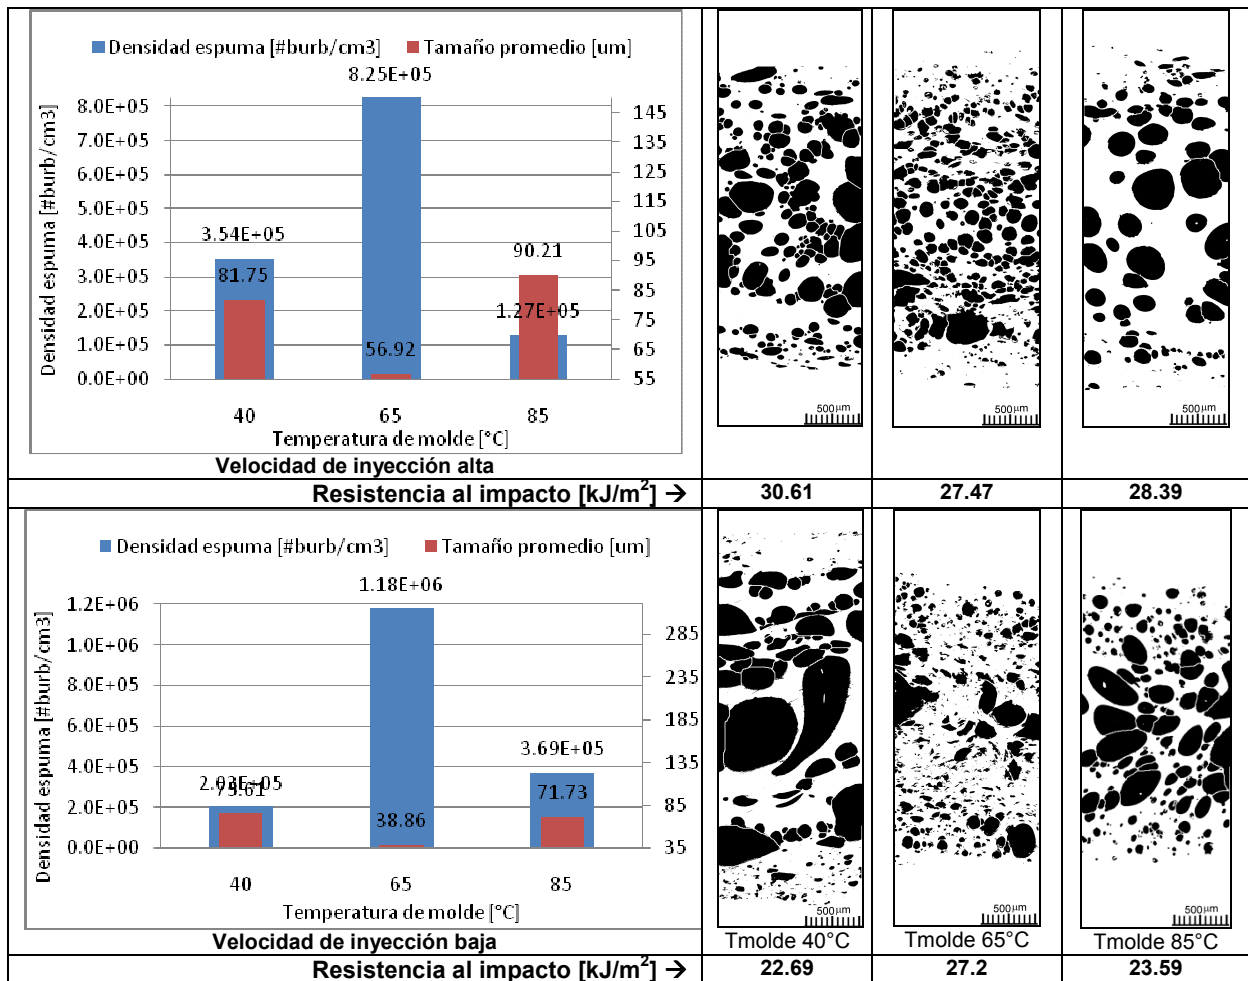 Densidad espuma [#burb/cm3] Tamaño promedio [um]
8.25E+05
8.0E+05
7.0E+05
6.0E+05
5.0E+05
4.0E+05
3.0E+05
2.0E+05
1.0E+05
0.0E+00
Densidad espuma [#burb/cm3]
145
135
125
115
105
95
85
75
65
55
3.54E+05
81.75
56.92
90.21
1.27E+05
40 65 85
Temperatura de molde [°C]
Velocidad de inyección alta
500µm 500µm 500µm
Resistencia al impacto [kJ/m2] → 30.61 27.47 28.39
Densidad espuma [#burb/cm3] Tamaño promedio [um]
1.18E+06
1.2E+06
1.0E+06
8.0E+05
6.0E+05
4.0E+05
2.0E+05
0.0E+00
Densidad espuma [#burb/cm3]
285
235
185
135
85
35
2.03E+05
75.61
38.86
3.69E+05
71.73
40 65 85
Temperatura de molde [°C]
Velocidad de inyección baja
500µm 500µm 500µm
Tmolde 40°C Tmolde 65°C Tmolde 85°C
Resistencia al impacto [kJ/m2] → 22.69 27.2 23.59